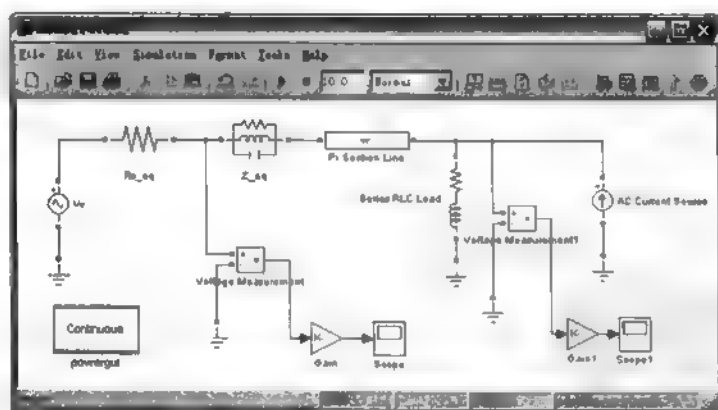 File Edit View Simulation Format Tools Help
10.0
Normal
Rs_eq
Z_eq
Pi Section Line
Vs
Series RLC Load
AC Current Source
Voltage Measurement
Voltage Measurement1
Continuous
powergui
K-
Gain
Scope
K-
Gain1
Scope1